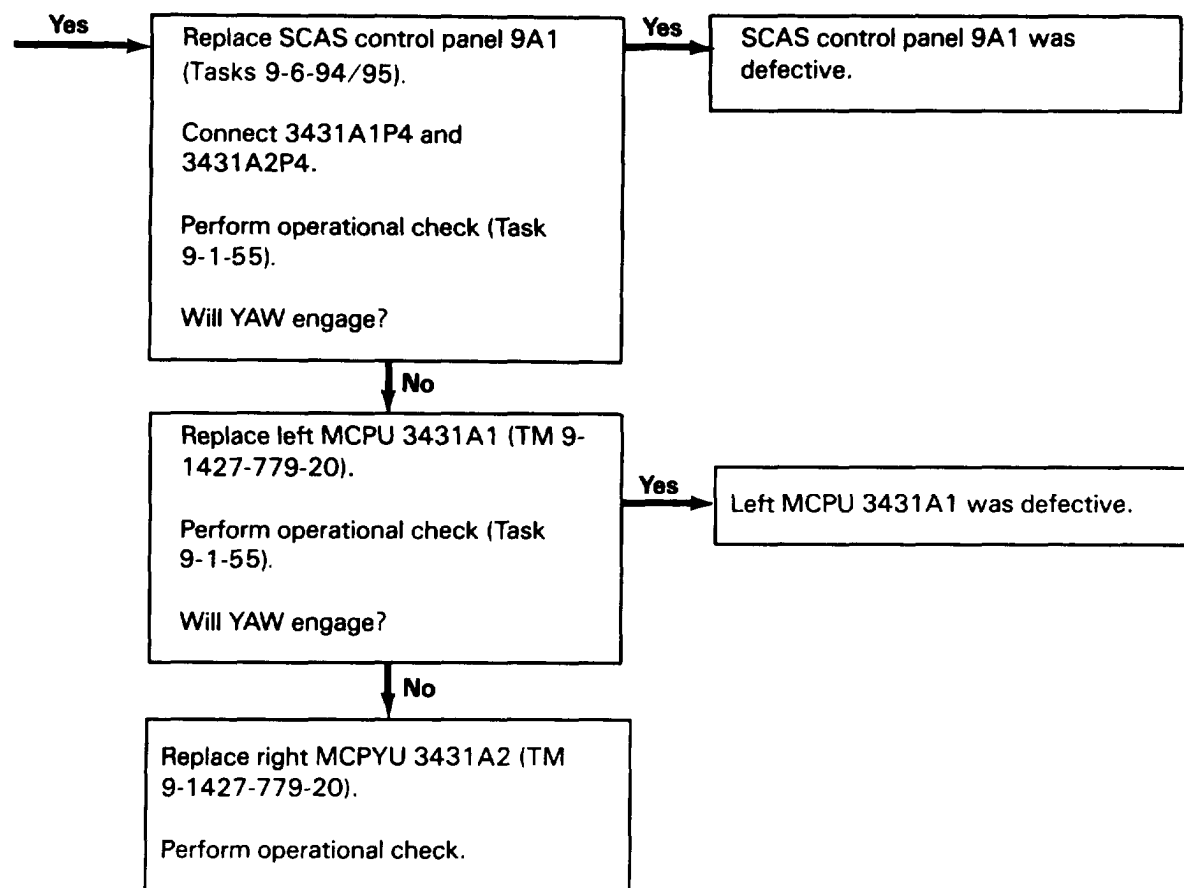 Yes
Replace SCAS control panel 9A1
(Tasks 9-6-94/95).
Connect 3431A1P4 and
3431A2P4.
Perform operational check (Task
9-1-55).
Will YAW engage?
Yes
SCAS control panel 9A1 was
defective.
No
Replace left MCPU 3431A1 (TM 9-
1427-779-20).
Perform operational check (Task
9-1-55).
Will YAW engage?
Yes
Left MCPU 3431A1 was defective.
No
Replace right MCPYU 3431A2 (TM
9-1427-779-20).
Perform operational check.